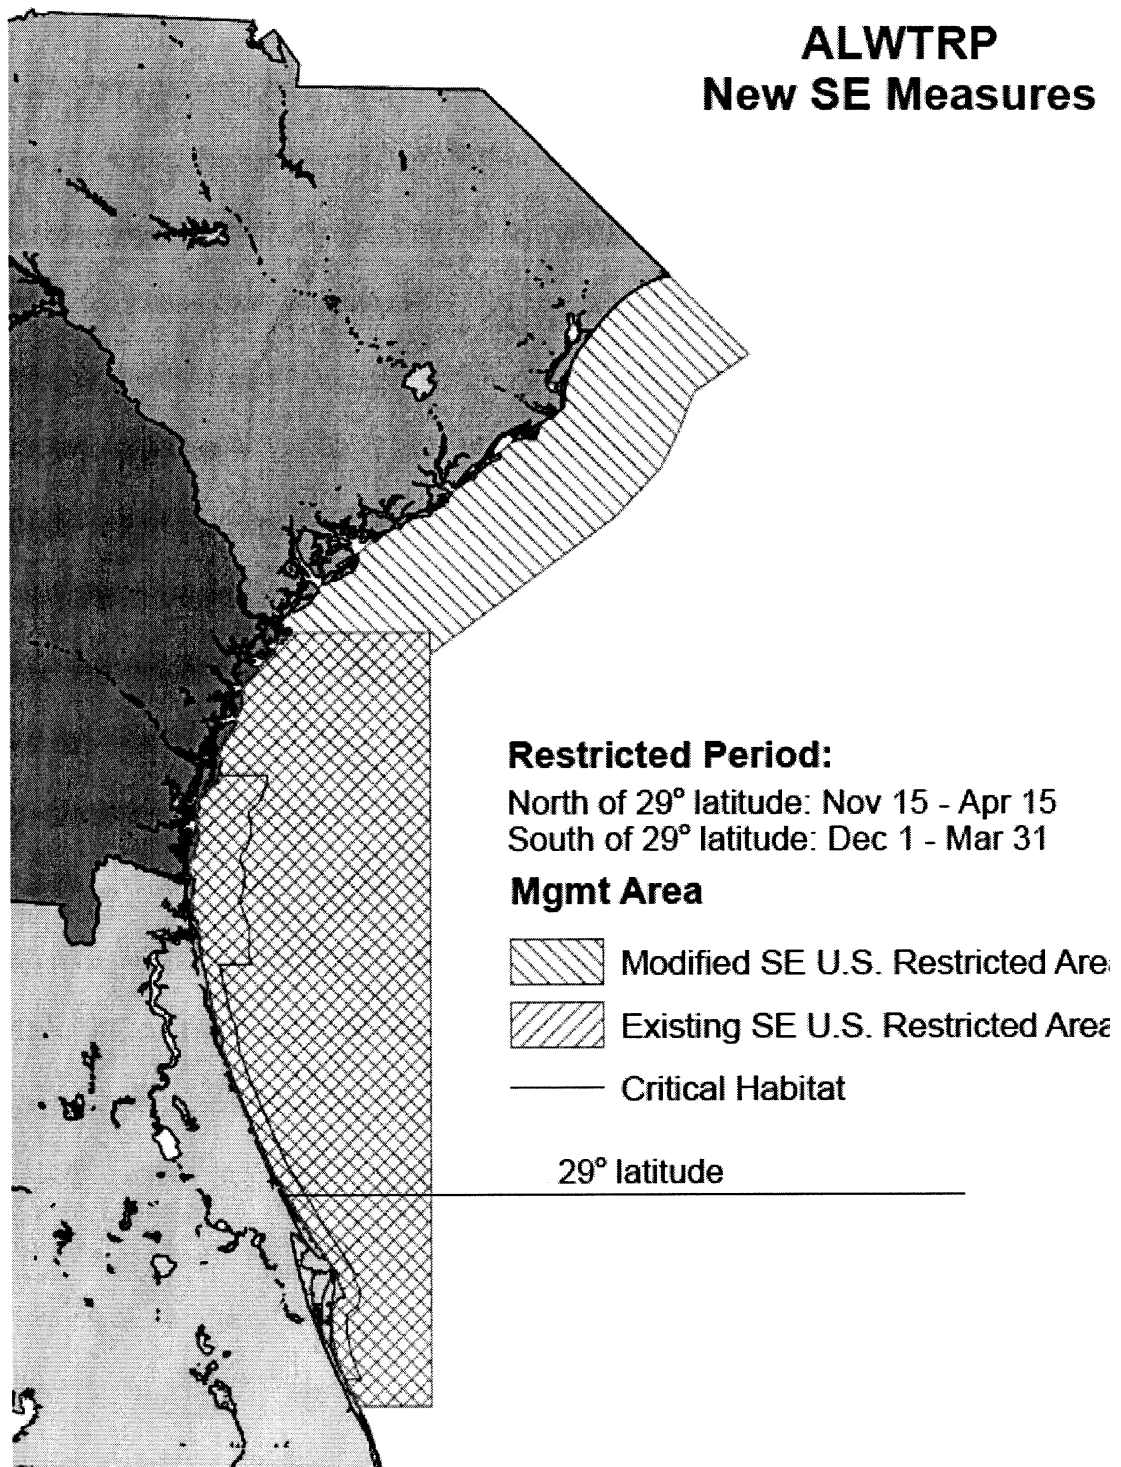 ALWTRP
New SE Measures
Restricted Period:
North of 29° latitude: Nov 15 - Apr 15
South of 29° latitude: Dec 1 - Mar 31
Mgmt Area
Modified SE U.S. Restricted Area
Existing SE U.S. Restricted Area
Critical Habitat
29° latitude